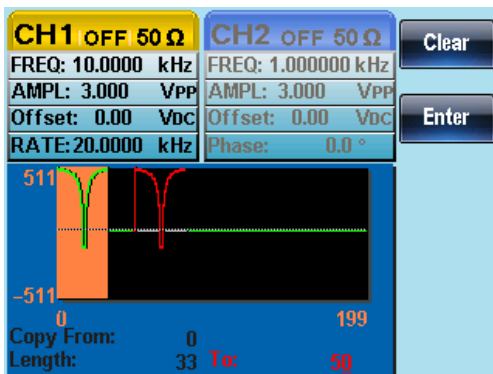 CH1 OFF 50 Ω
FREQ: 10.0000 kHz
AMPL: 3.000 VPP
Offset: 0.00 VDC
RATE: 20.0000 kHz
CH2 OFF 50 Ω
FREQ: 1.000000 kHz
AMPL: 3.000 VPP
Offset: 0.00 VDC
Phase: 0.0 °
Clear
Enter
511
-511
0 199
Copy From: 0
Length: 33 To: 50